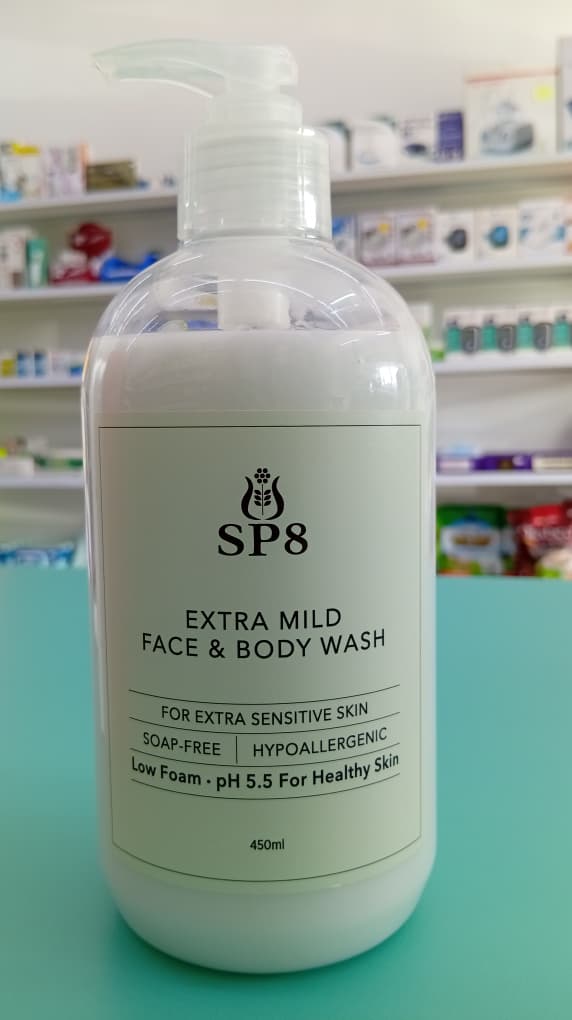 SP8
EXTRA MILD
FACE & BODY WASH
FOR EXTRA SENSITIVE SKIN
SOAP-FREE | HYPOALLERGENIC
Low Foam · pH 5.5 For Healthy Skin
450ml